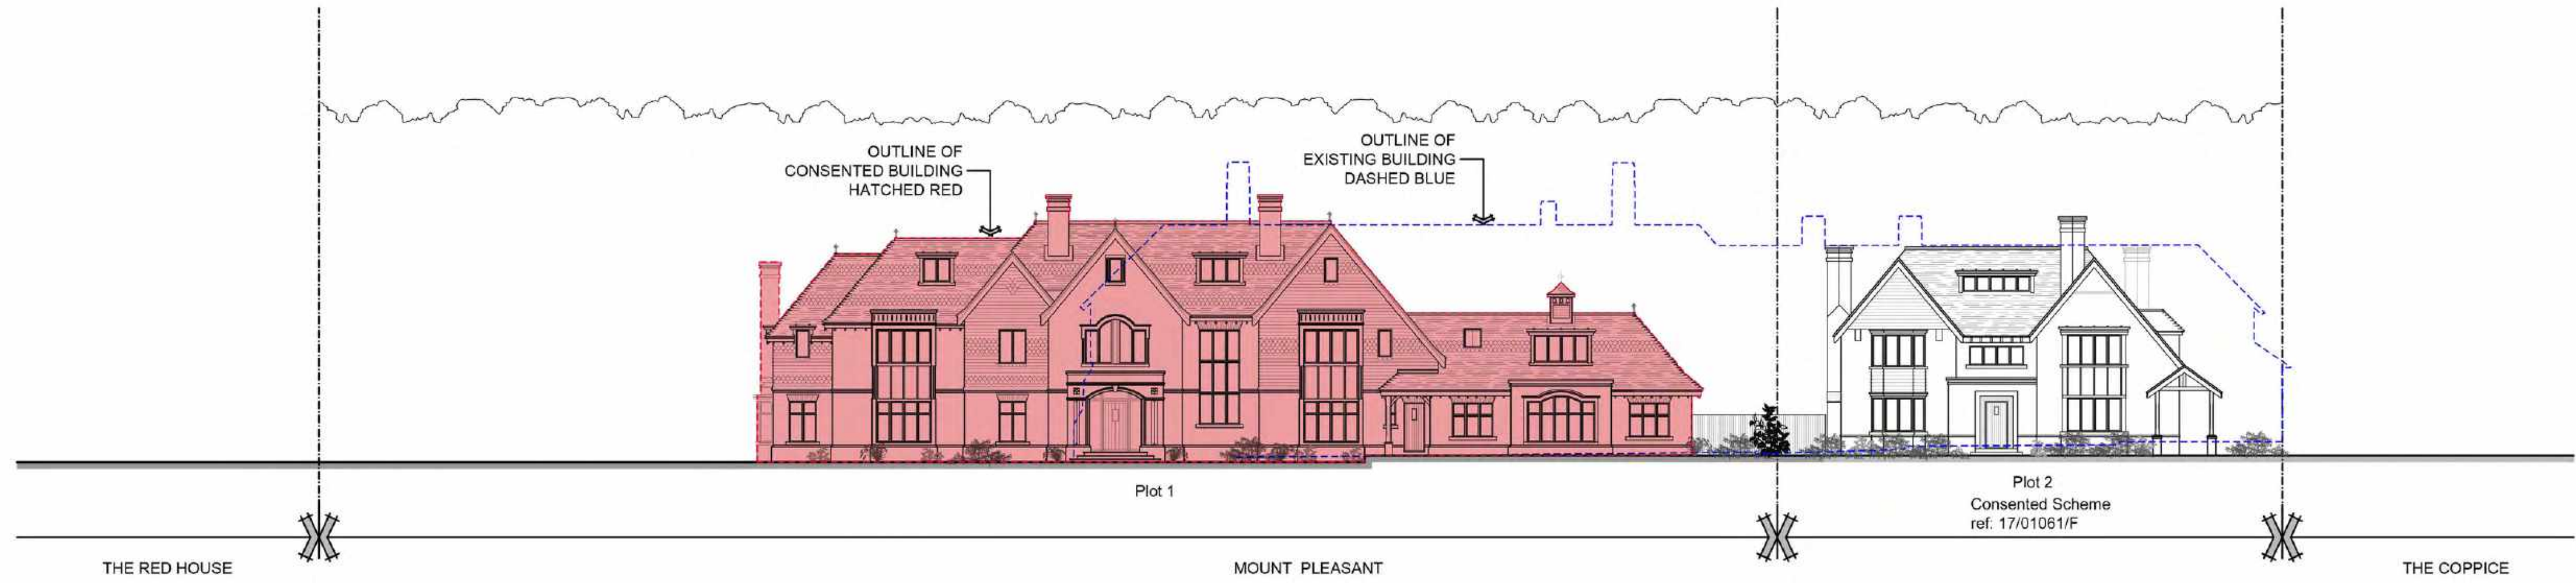 OUTLINE OF
CONSENTED BUILDING
HATCHED RED
OUTLINE OF
EXISTING BUILDING
DASHED BLUE
Plot 1
Plot 2
Consented Scheme
ref: 17/01061/F
THE RED HOUSE
MOUNT PLEASANT
THE COPPICE